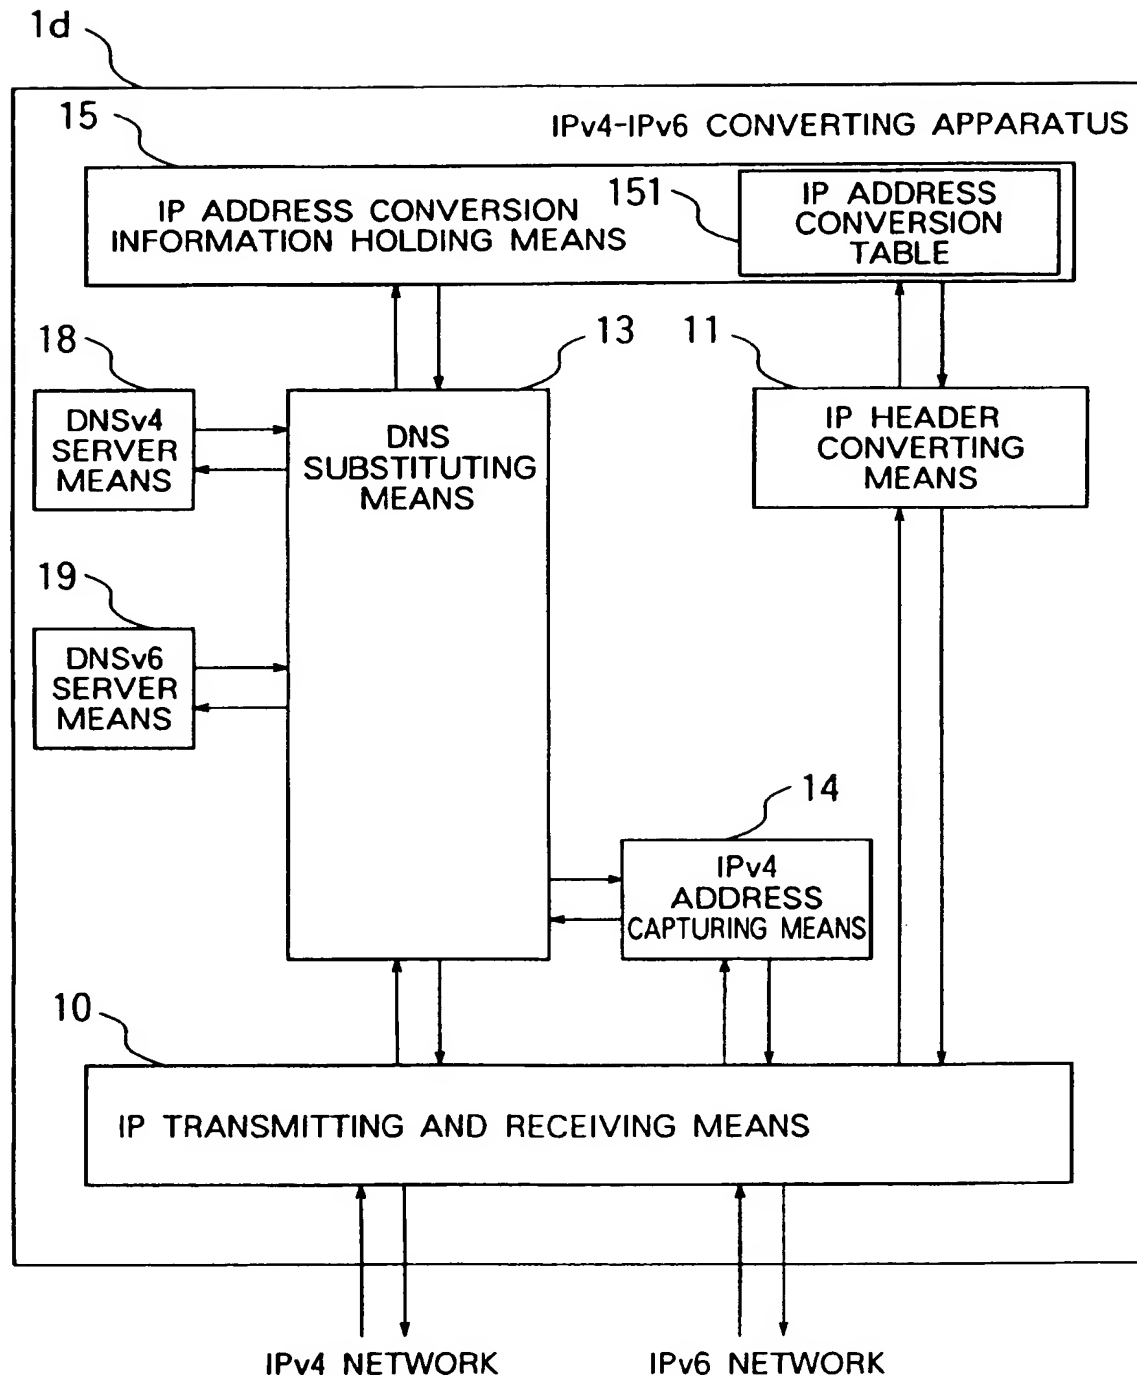 1d
IPv4-IPv6 CONVERTING APPARATUS
15
IP ADDRESS CONVERSION
INFORMATION HOLDING MEANS
151
IP ADDRESS
CONVERSION
TABLE
18
DNSv4
SERVER
MEANS
13
DNS
SUBSTITUTING
MEANS
11
IP HEADER
CONVERTING
MEANS
19
DNSv6
SERVER
MEANS
14
IPv4
ADDRESS
CAPTURING MEANS
10
IP TRANSMITTING AND RECEIVING MEANS
IPv4 NETWORK
IPv6 NETWORK